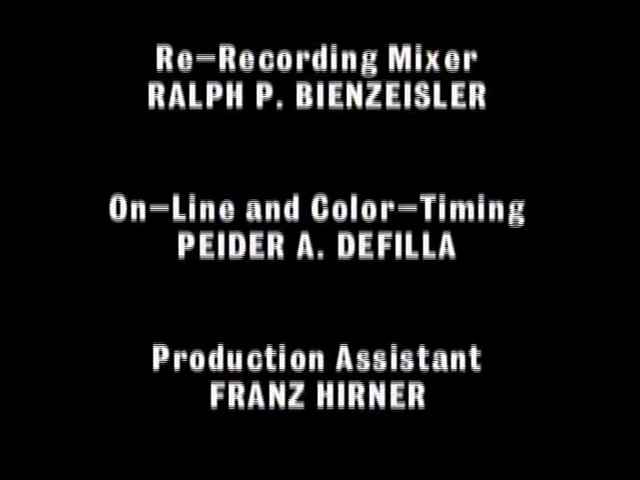 Re-Recording Mixer
RALPH P. BIENZEISLER
On-Line and Color-Timing
PEIDER A. DEFILLA
Production Assistant
FRANZ HIRNER